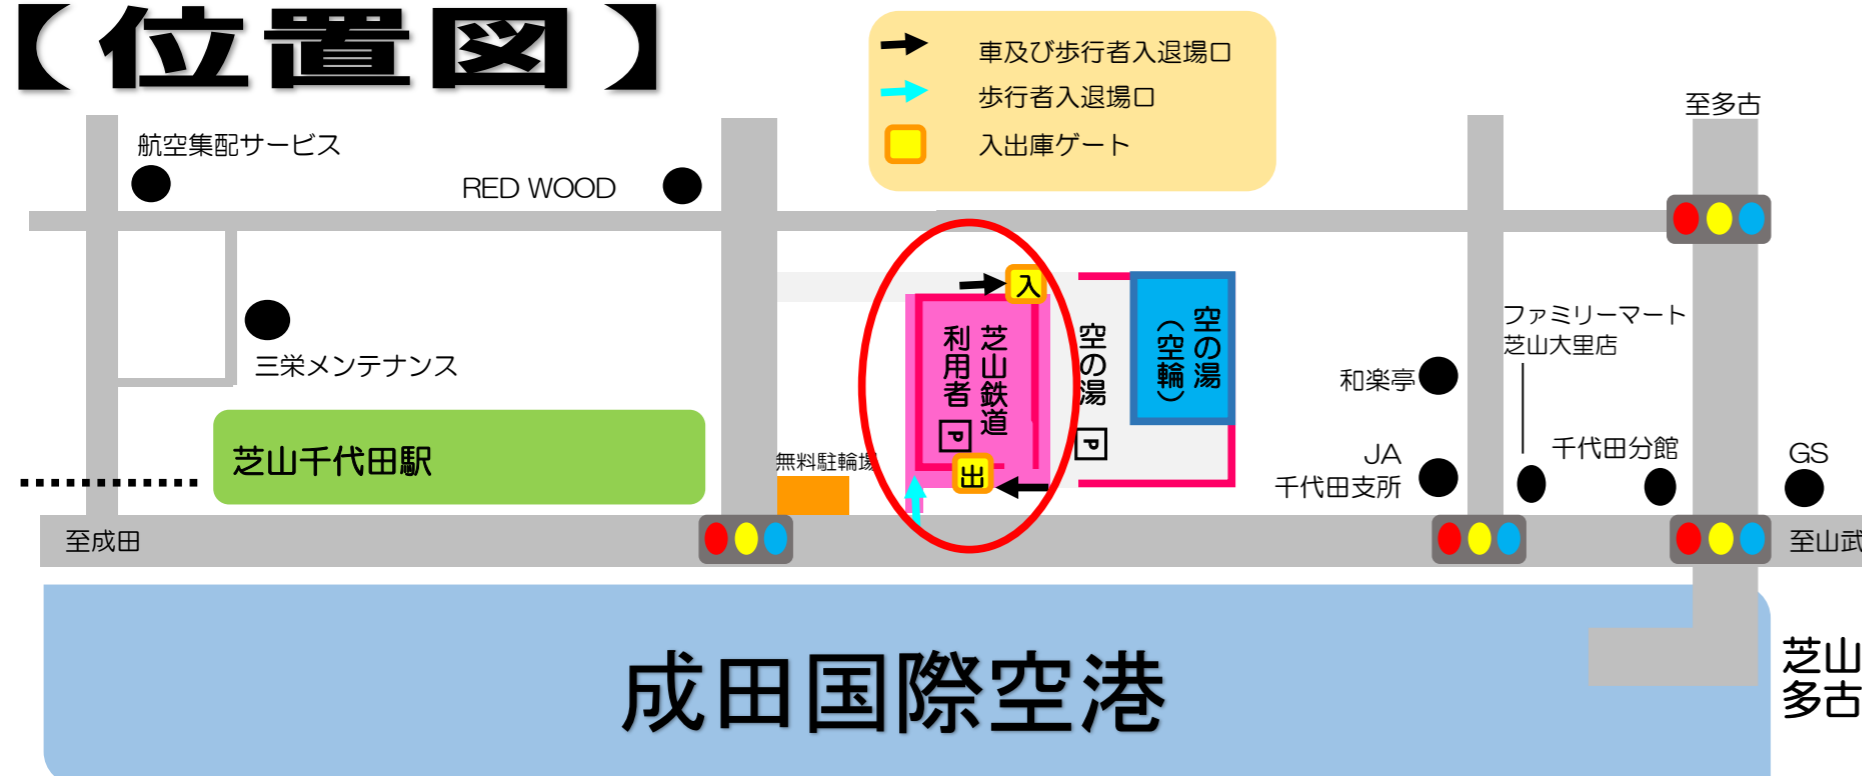 【位置図】
車及び歩行者入退場口
歩行者入退場口
入出庫ゲート
至多古
航空集配サービス
RED WOOD
入
芝山鉄道
利用者 P
空の湯 P
空の湯
（空輪）
ファミリーマート
芝山大里店
和楽亭
三栄メンテナンス
芝山千代田駅
無料駐輪場
出
JA
千代田支所
千代田分館
GS
至成田
至山武
成田国際空港
芝山
多古